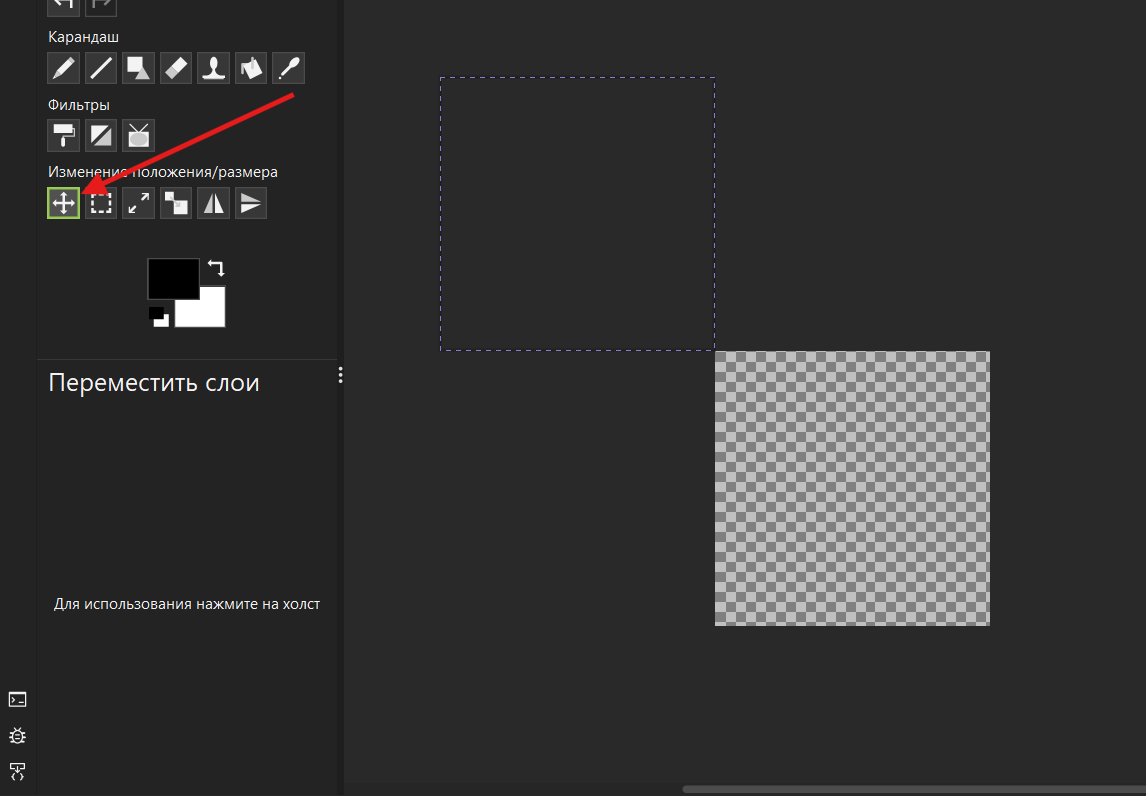 Карандаш
Фильтры
Изменение положения/размера
Переместить слои
Для использования нажмите на холст